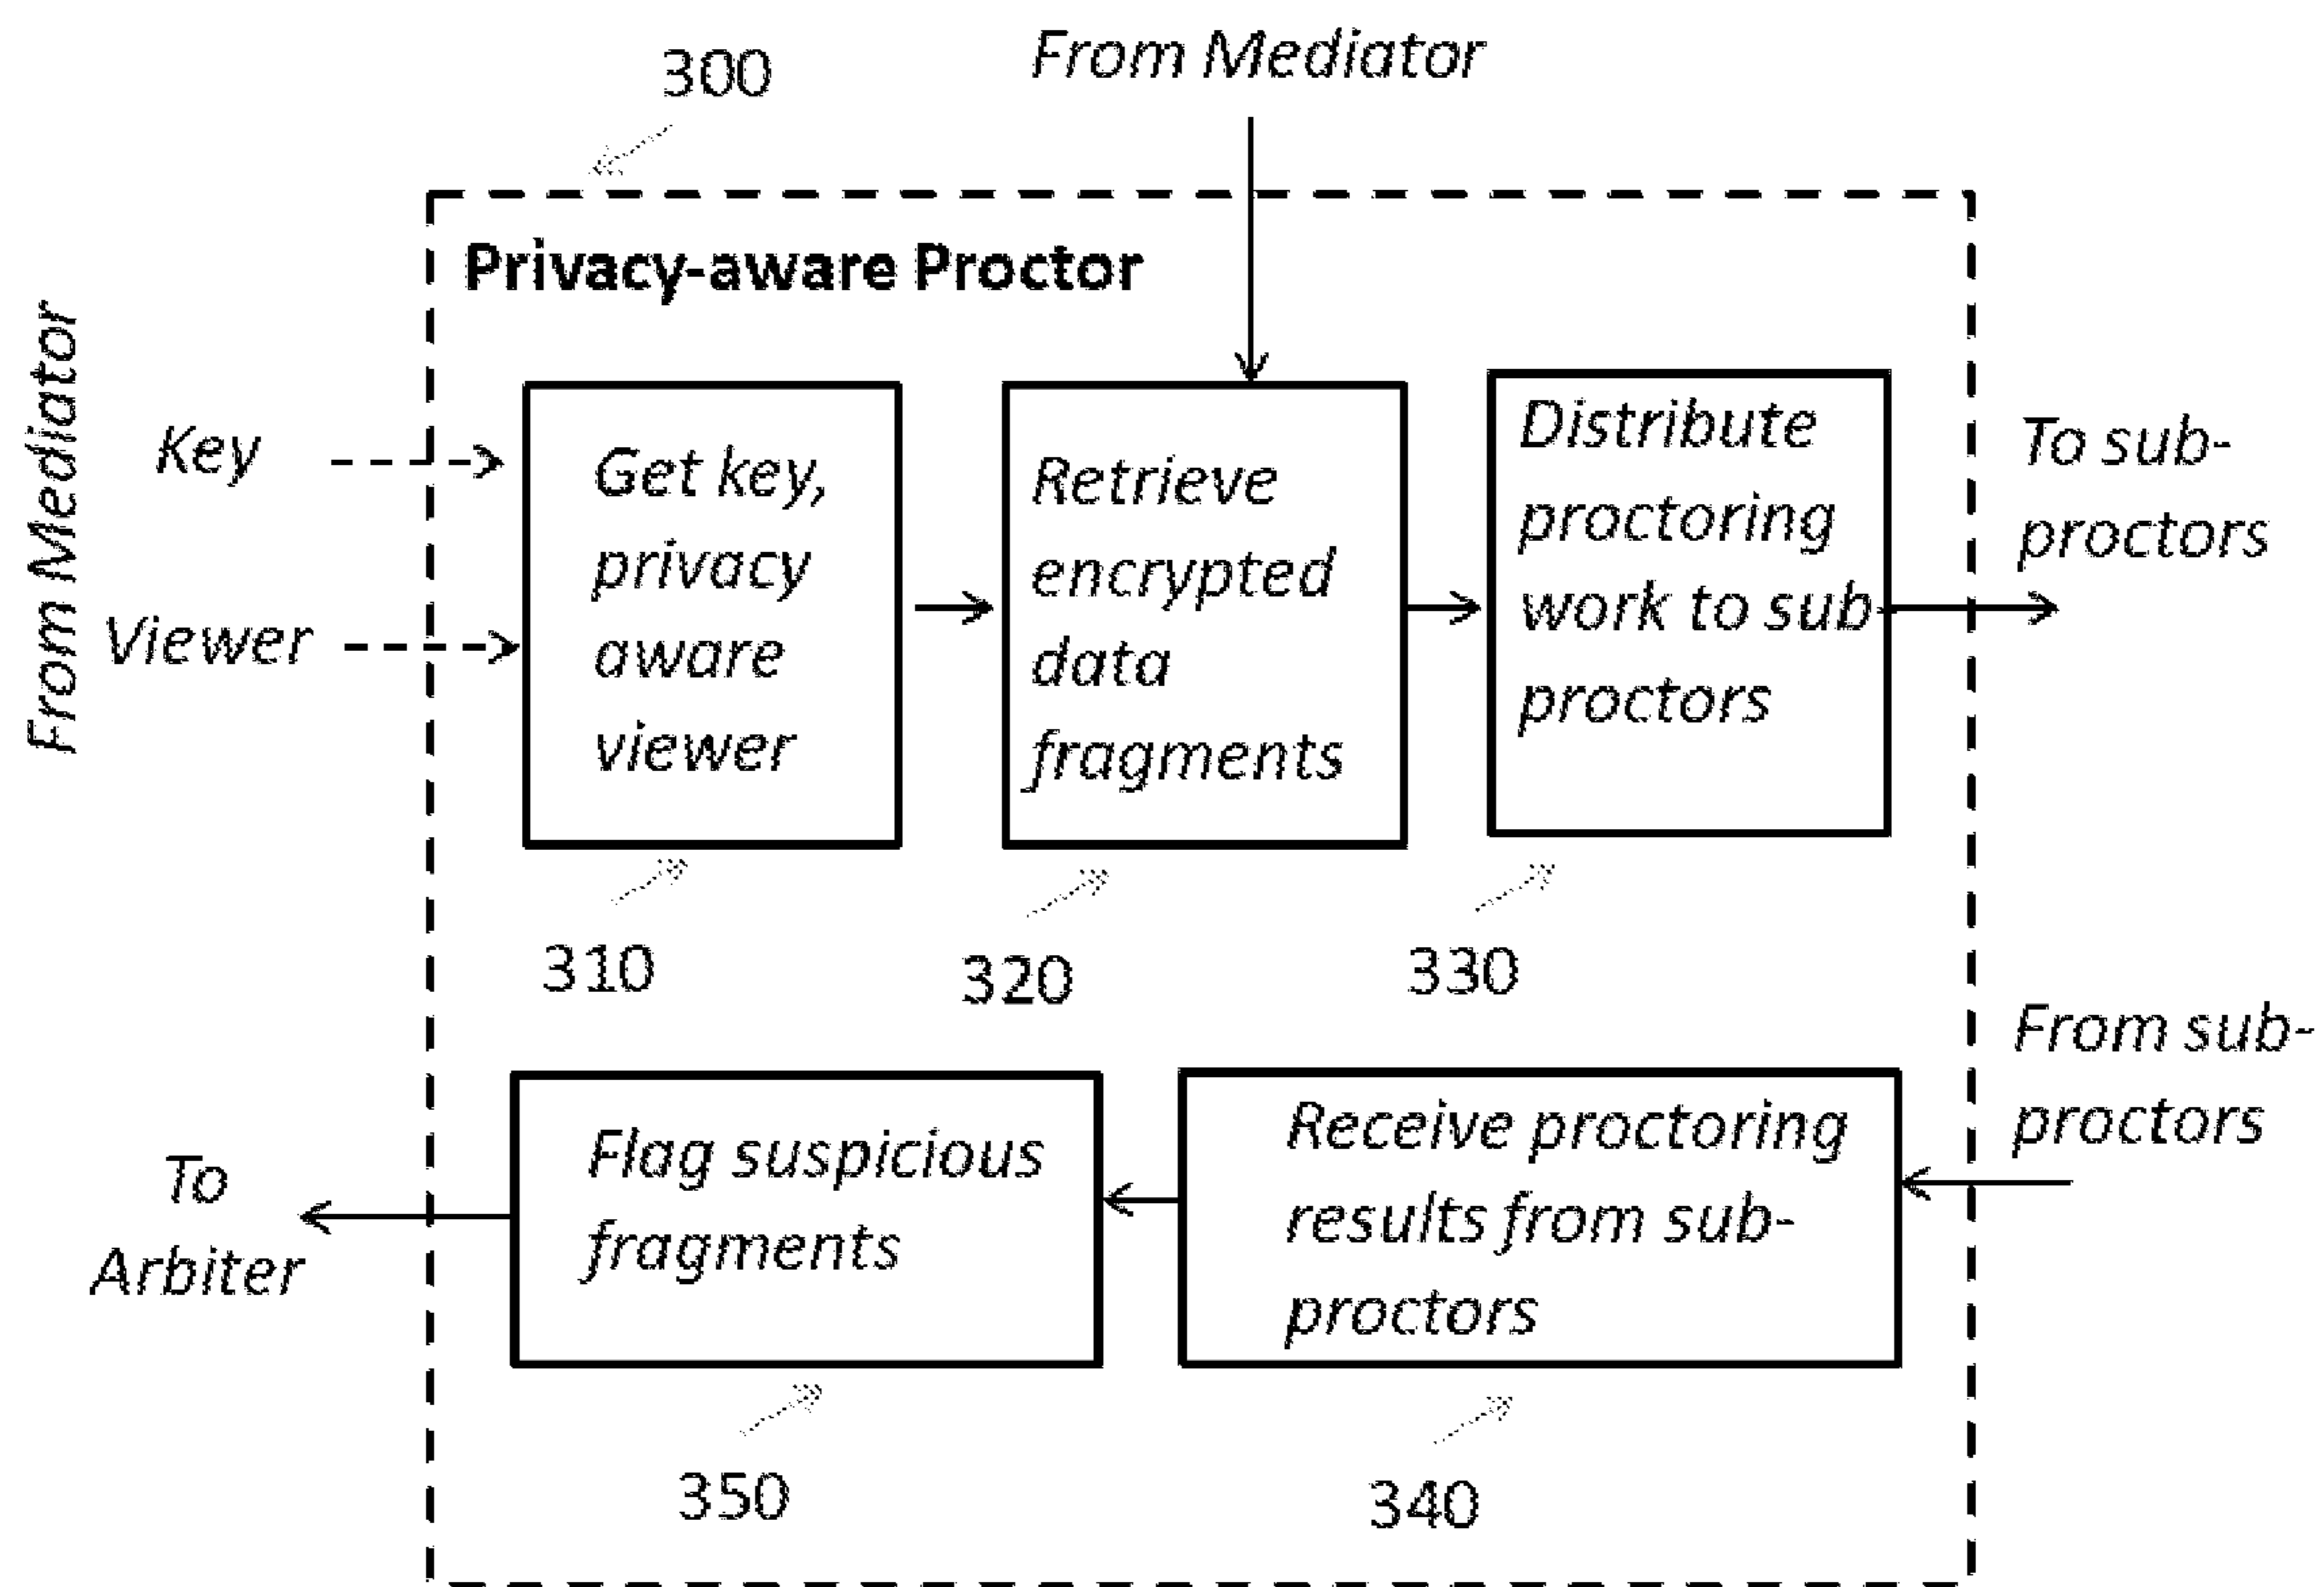 300
From Mediator
Privacy-aware Proctor
From Mediator
Key
Viewer
Get key,
privacy
aware
viewer
Retrieve
encrypted
data
fragments
Distribute
proctoring
work to sub
proctors
To sub-
proctors
310
320
330
From sub-
proctors
Receive proctoring
results from sub-
proctors
Flag suspicious
fragments
To
Arbiter
350
340